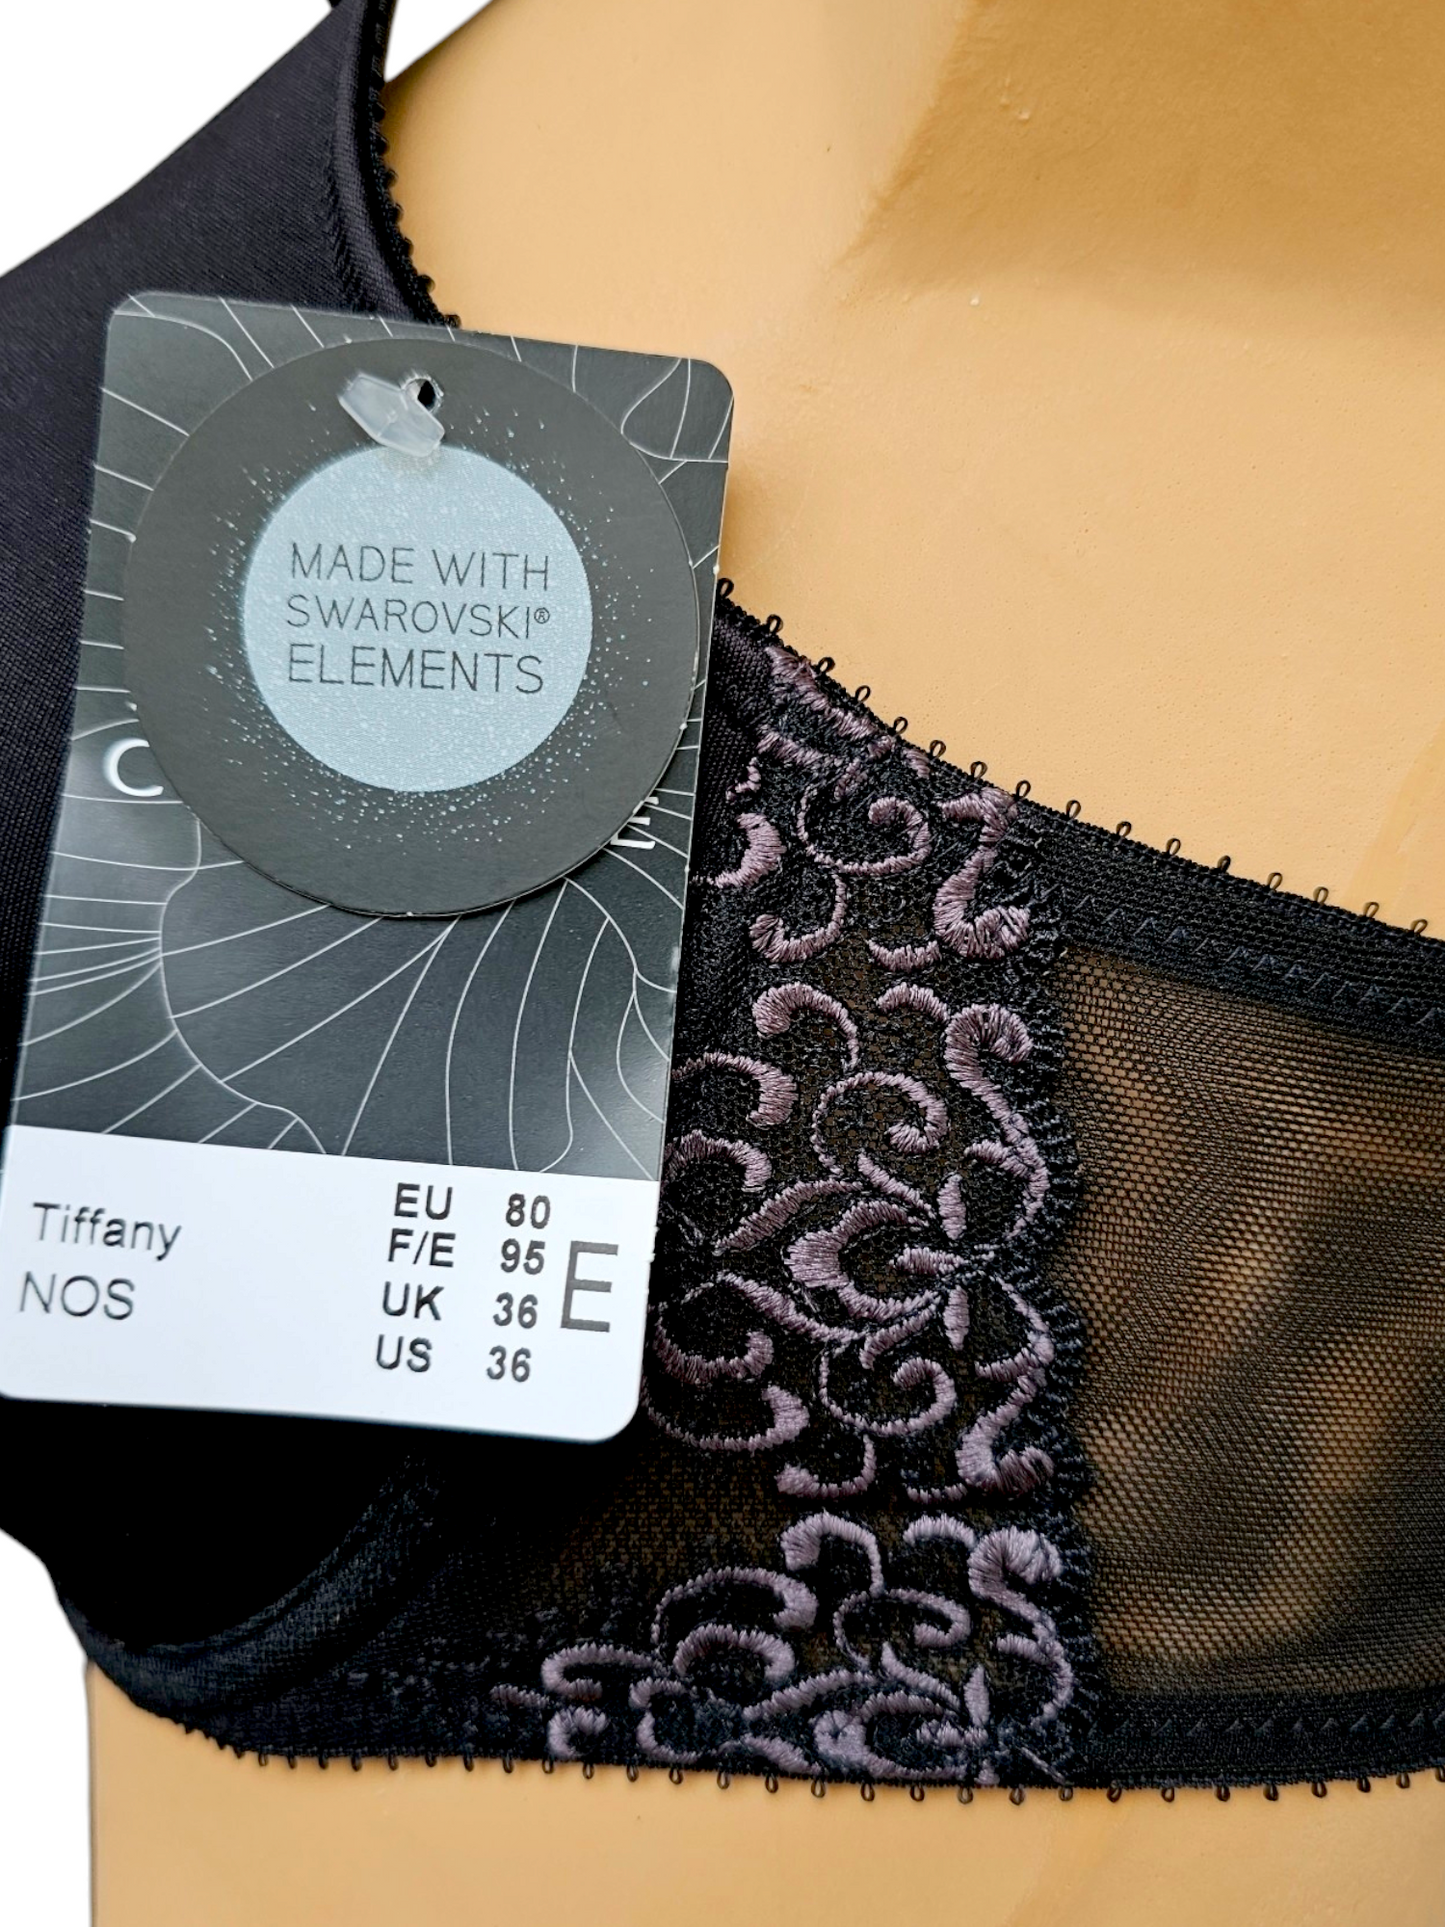 MADE WITH
SWAROVSKI®
ELEMENTS
Tiffany
NOS
EU 80
F/E 95
UK 36
US 36
E